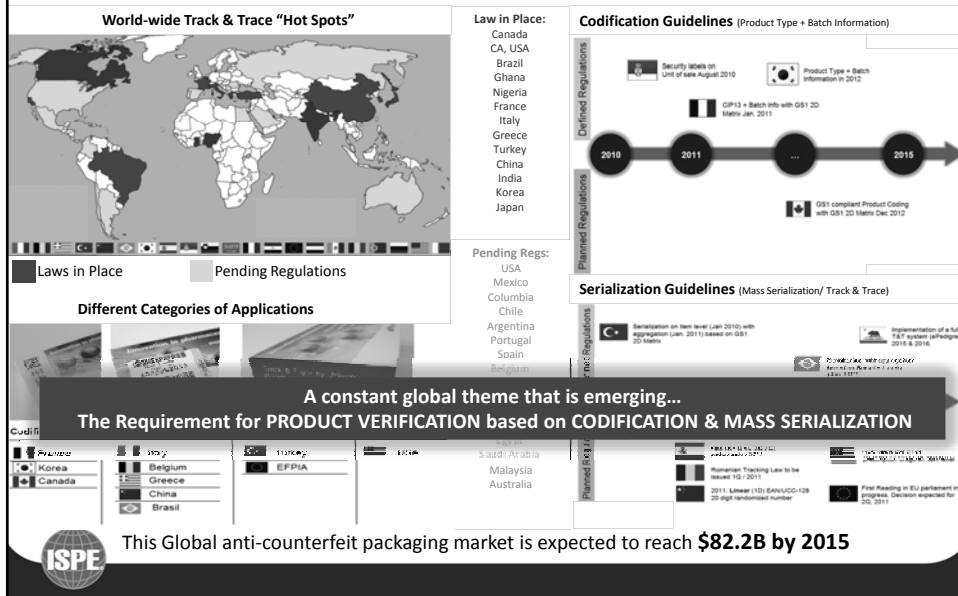 World-wide Track & Trace “Hot Spots”
Laws in Place
Pending Regulations
Different Categories of Applications
Korea
Canada
Belgium
Greece
China
Brasil
EFPIA
Law in Place:
Canada
CA, USA
Brazil
Ghana
Nigeria
France
Italy
Greece
Turkey
China
India
Korea
Japan
Pending Regs:
USA
Mexico
Columbia
Chile
Argentina
Portugal
Spain
Belgium
Saudi Arabia
Malaysia
Australia
Codification Guidelines (Product Type + Batch Information)
Defined Regulations
Security labels on
Unit of sale August 2010
Product Type + Batch
Information in 2012
CIP13 + Batch Info with GS1 2D
Matrix Jan. 2011
2010
2011
...
2015
Planned Regulations
GS1 compliant Product Coding
with GS1 2D Matrix Dec 2012
Serialization Guidelines (Mass Serialization/ Track & Trace)
Serialization on item level (Jan 2010) with
aggregation (Jan. 2011) based on GS1
2D Matrix
Implementation of a full
T&T system (ePedigre
2015 & 2016.
A constant global theme that is emerging…
The Requirement for PRODUCT VERIFICATION based on CODIFICATION & MASS SERIALIZATION
Romanian Tracking Law to be
issued 1Q / 2011
2011: Linear (1D) EAN/UCC-128
20 digit randomized number
First Reading in EU parliament in
progress. Decision expected for
2Q, 2011
This Global anti-counterfeit packaging market is expected to reach $82.2B by 2015
ISPE